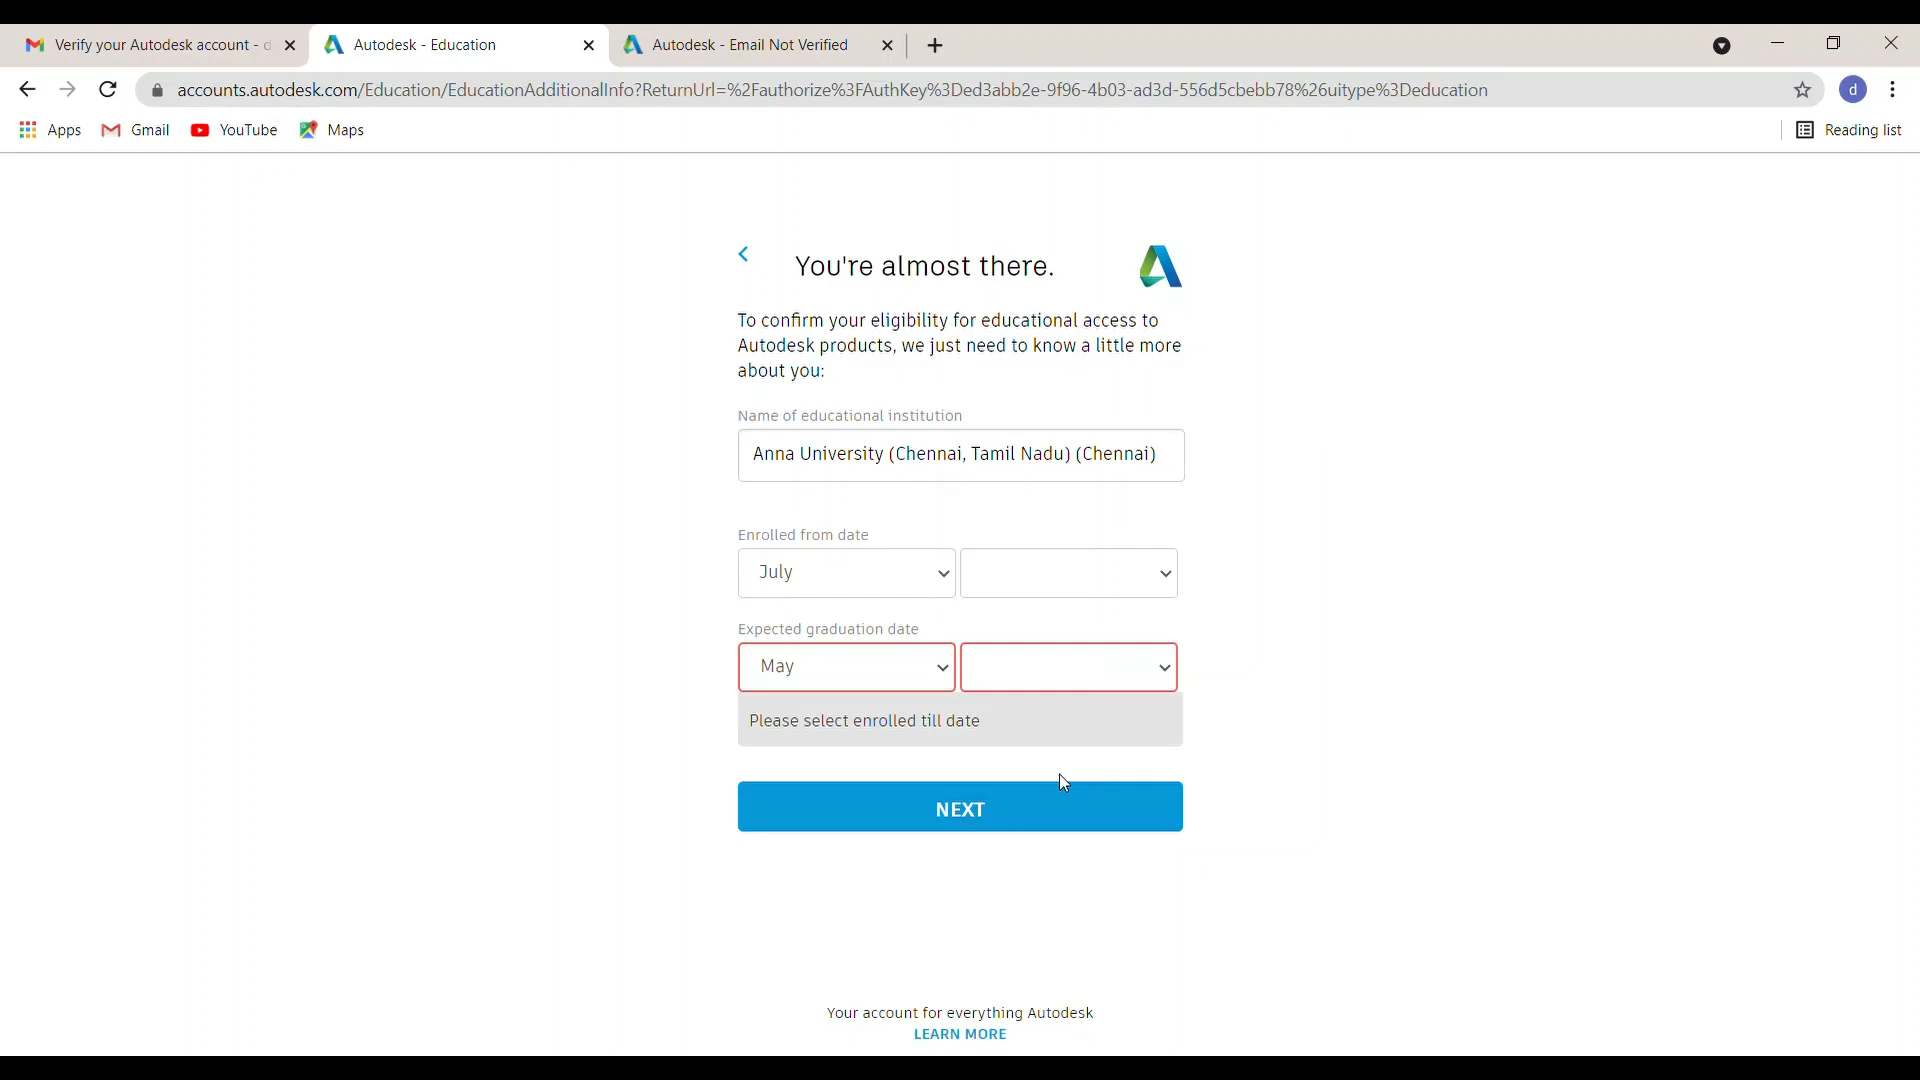 Verify your Autodesk account - d
Autodesk - Education
Autodesk - Email Not Verified
accounts.autodesk.com/Education/EducationAdditionalInfo?ReturnUrl=%2Fauthorize%3FAuthKey%3Ded3abb2e-9f96-4b03-ad3d-556d5cbebb78%26uitype%3Deducation
d
Apps
Gmail
YouTube
Maps
Reading list
You're almost there.
To confirm your eligibility for educational access to
Autodesk products, we just need to know a little more
about you:
Name of educational institution
Anna University (Chennai, Tamil Nadu) (Chennai)
Enrolled from date
July
Expected graduation date
May
Please select enrolled till date
NEXT
Your account for everything Autodesk
LEARN MORE